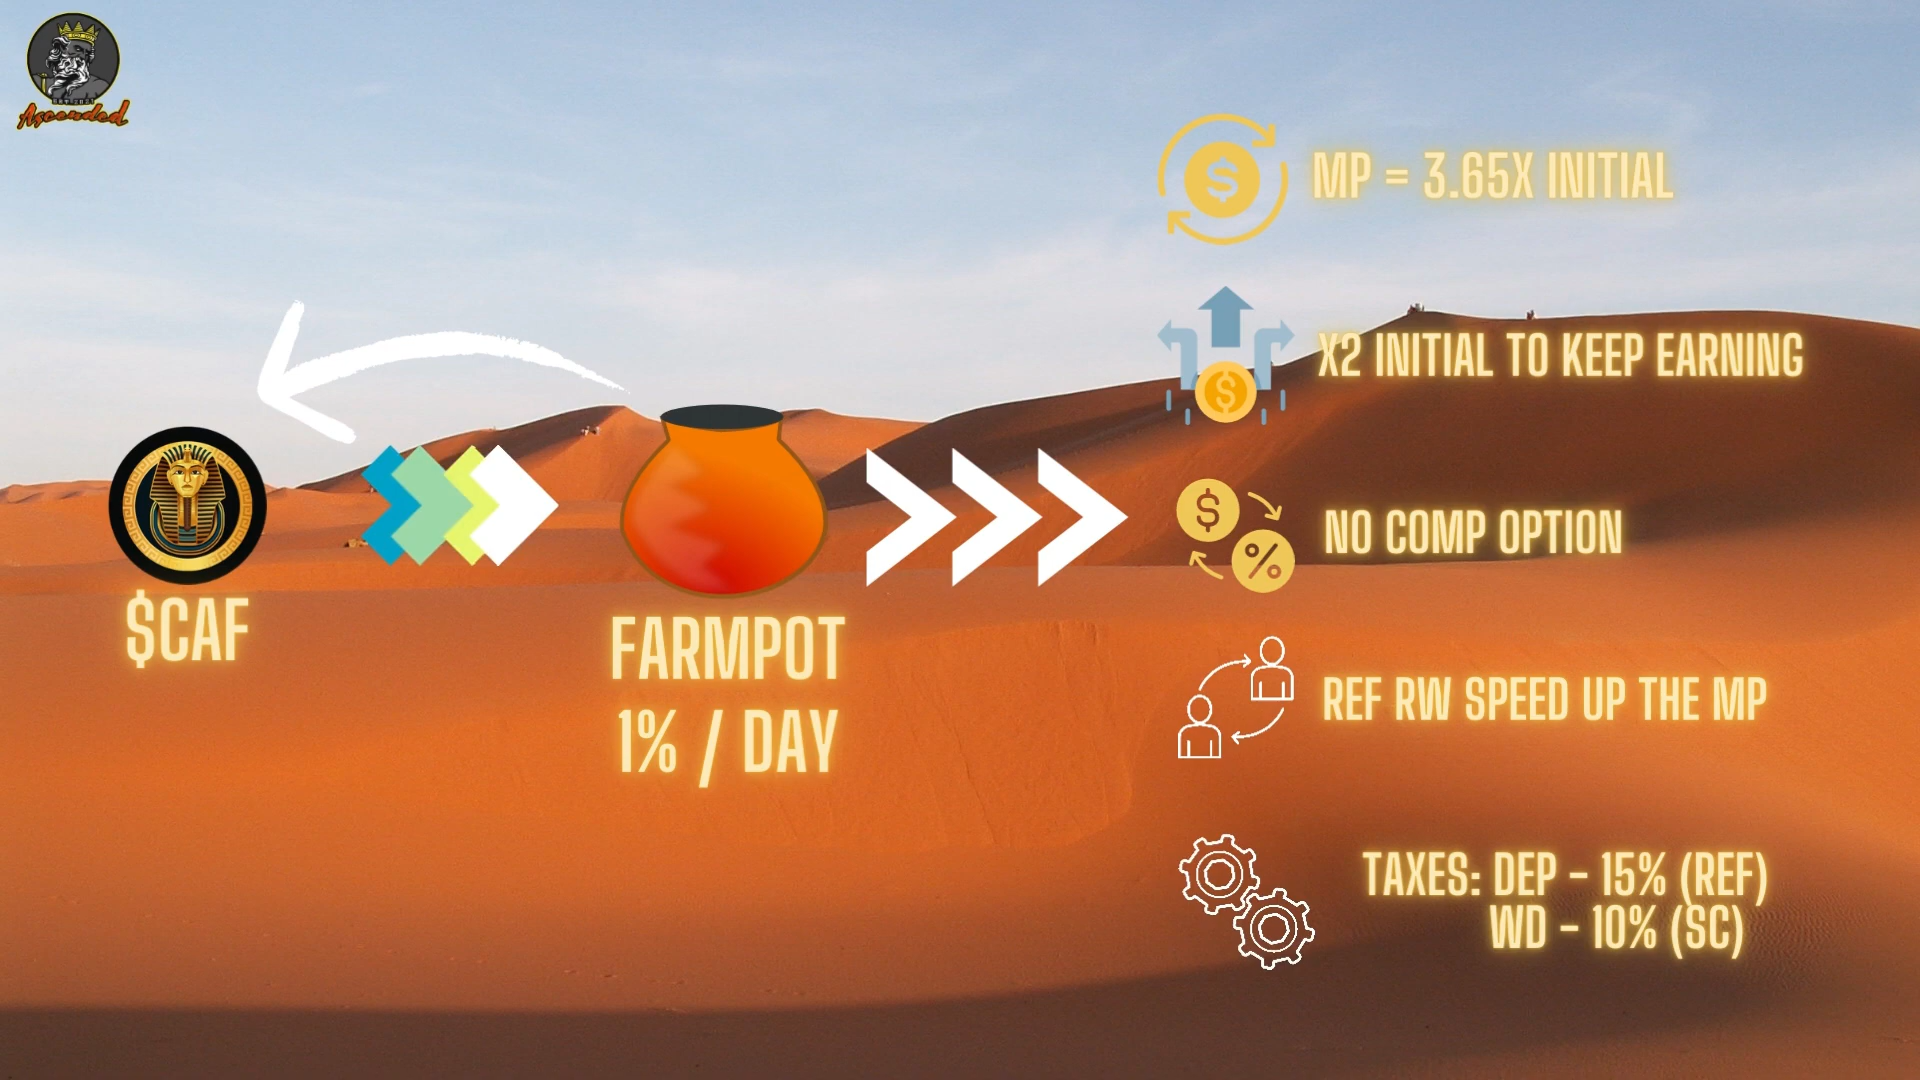 Ascended
$CAF
FARMPOT
1% / DAY
MP = 3.65X INITIAL
X2 INITIAL TO KEEP EARNING
NO COMP OPTION
REF RW SPEED UP THE MP
TAXES: DEP - 15% (REF)
WD - 10% (SC)